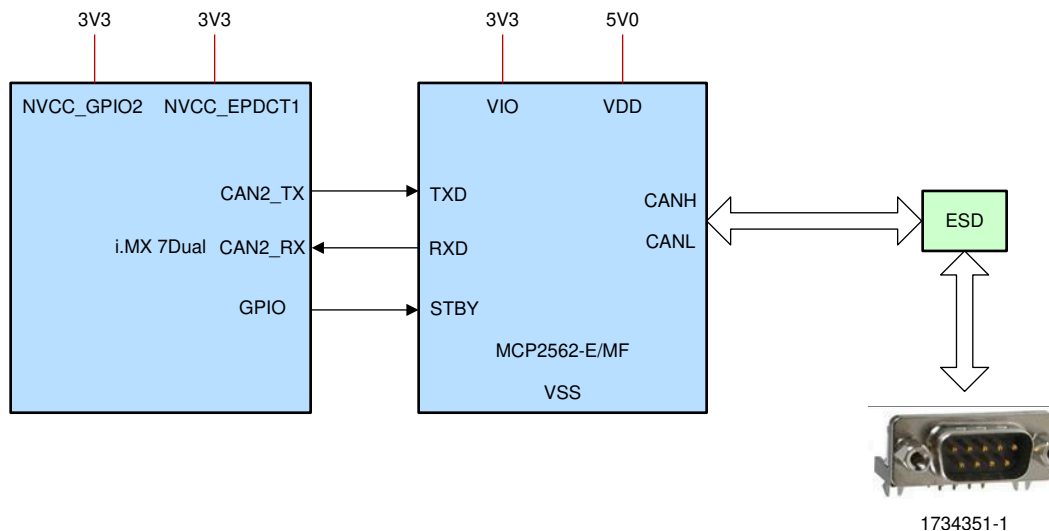 3V3 3V3 3V3 5V0
NVCC_GPIO2 NVCC_EPDCT1 VIO VDD
CAN2_TX TXD CANH ESD
i.MX 7Dual CAN2_RX RXD CANL
GPIO STBY
MCP2562-E/MF
VSS
1734351-1